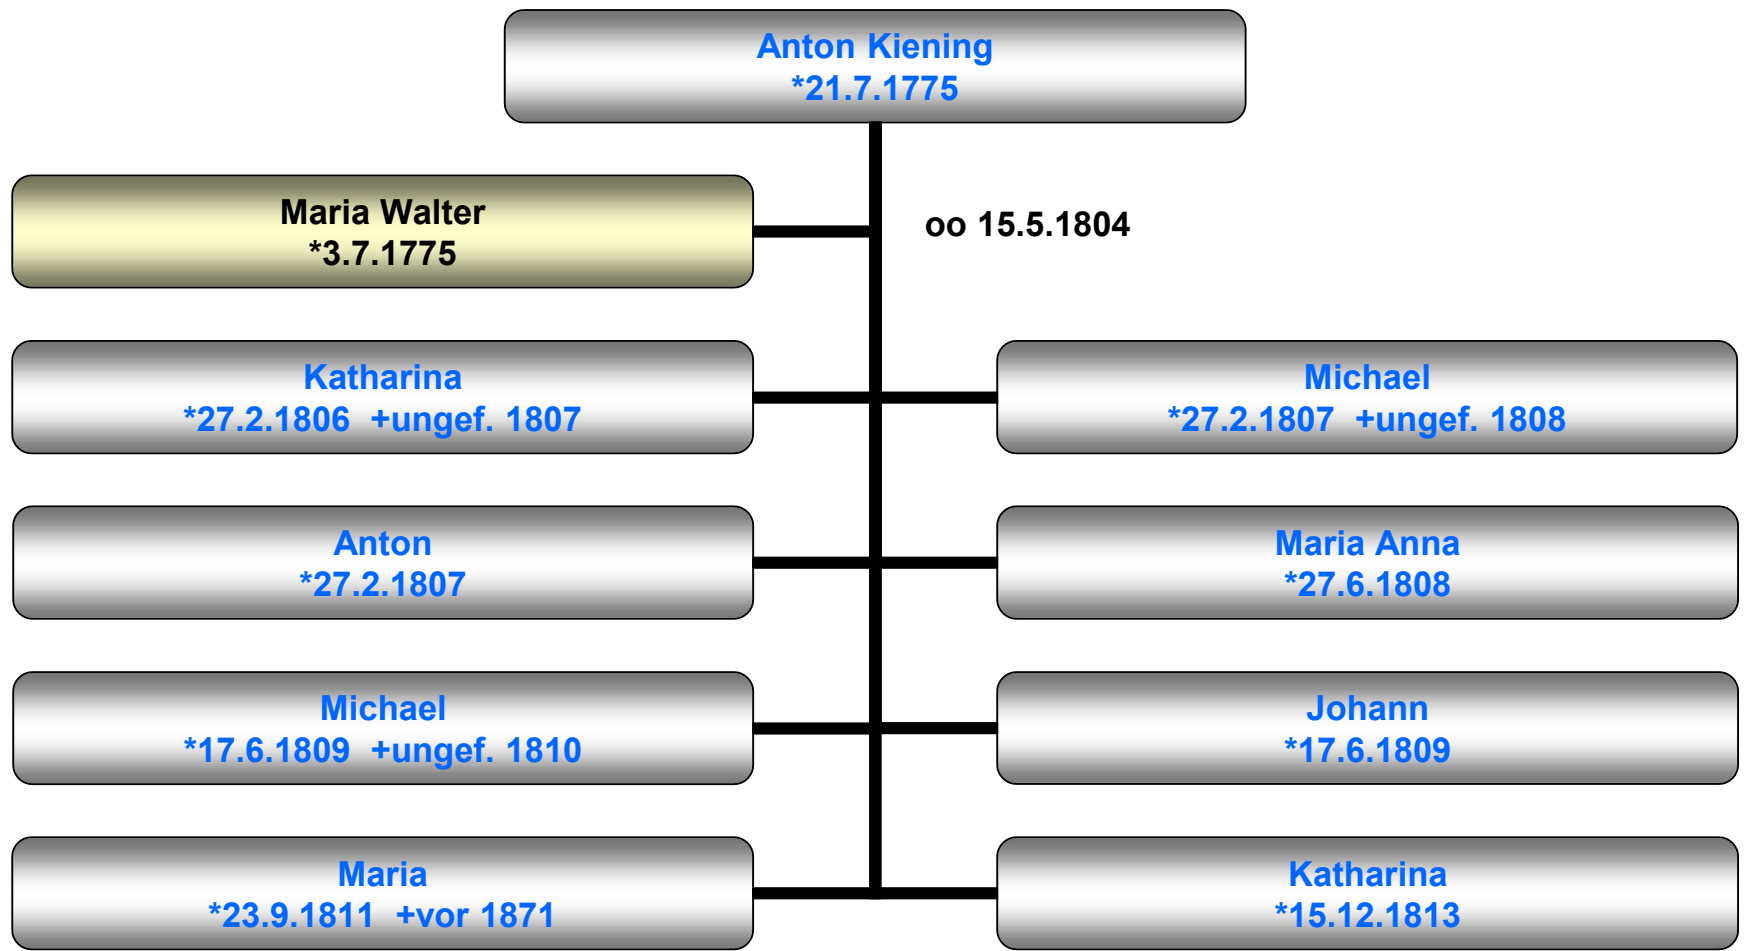 Anton Kiening
*21.7.1775
Maria Walter
*3.7.1775
oo 15.5.1804
Katharina
*27.2.1806  +ungef. 1807
Michael
*27.2.1807  +ungef. 1808
Anton
*27.2.1807
Maria Anna
*27.6.1808
Michael
*17.6.1809  +ungef. 1810
Johann
*17.6.1809
Maria
*23.9.1811  +vor 1871
Katharina
*15.12.1813